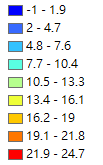 -1 - 1.9
2 - 4.7
4.8 - 7.6
7.7 - 10.4
10.5 - 13.3
13.4 - 16.1
16.2 - 19
19.1 - 21.8
21.9 - 24.7